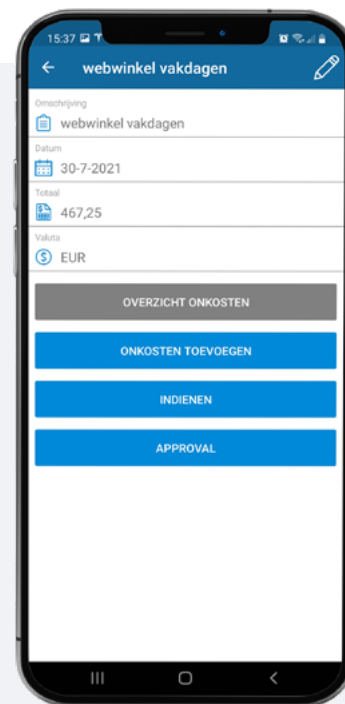 15:37
webwinkel vakdagen
Omschrijving
webwinkel vakdagen
Datum
30-7-2021
Totaal
467,25
Valuta
EUR
OVERZICHT ONKOSTEN
ONKOSTEN TOEVOEGEN
INDIENEN
APPROVAL